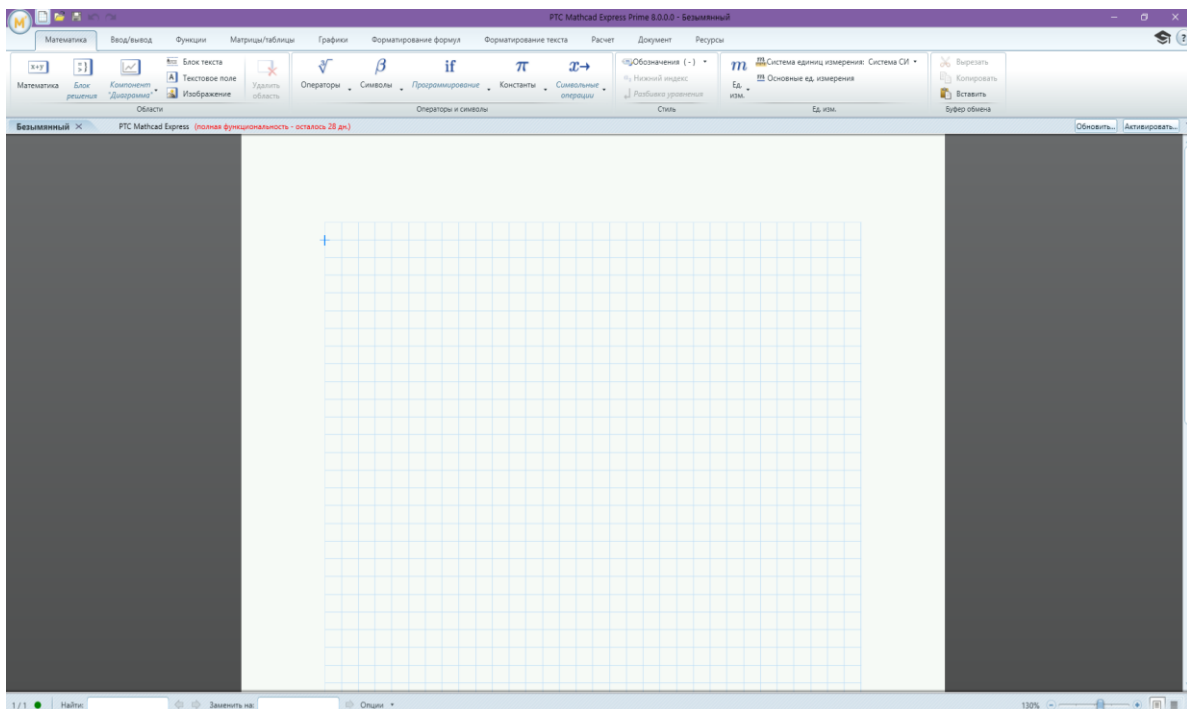 PTC Mathcad Express Prime 8.0.0.0 - Безымянный
Математика Ввод/вывод Функции Матрицы/таблицы Графики Форматирование формул Форматирование текста Расчет Документ Ресурсы
Математика
Блок решения
Компонент "Диаграмма"
Блок текста
Текстовое поле
Изображение
Удалить область
Области
Операторы
Символы
if
Программирование
π
Константы
Символьные операции
Операторы и символы
Обозначения (-)
Нижний индекс
Разбивка уравнения
Стиль
Ед. изм.
Система единиц измерения: Система СИ
Основные ед. измерения
Ед. изм.
Вырезать
Копировать
Вставить
Буфер обмена
Безымянный PTC Mathcad Express (полная функциональность - осталось 28 дн.) Обновить... Активировать...
1 / 1 Найти: Заменить на: Опции 130%